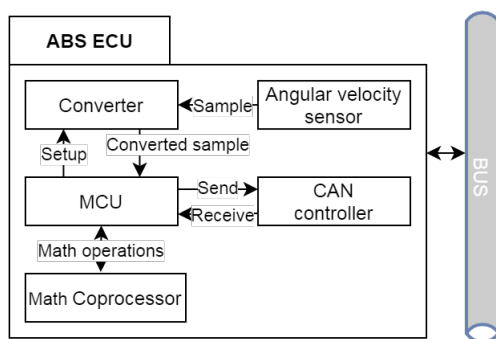 ABS ECU
Converter
Sample
Angular velocity
sensor
Setup
Converted sample
MCU
Send
Receive
CAN
controller
BUS
Math operations
Math Coprocessor